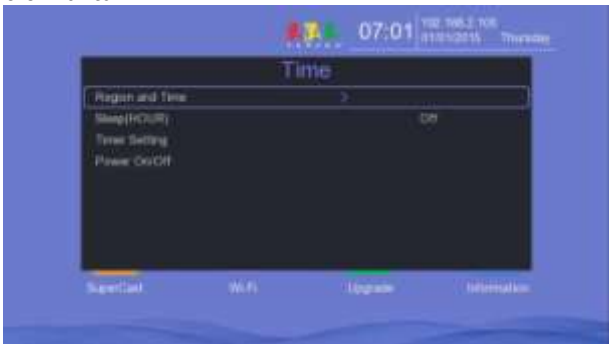 07:01
192.168.2.105
01/01/2015 Thursday
Time
Region and Time >
Sleep(HOUR) Off
Timer Setting
Power On/Off
SuperCast Wi-Fi Upgrade Information